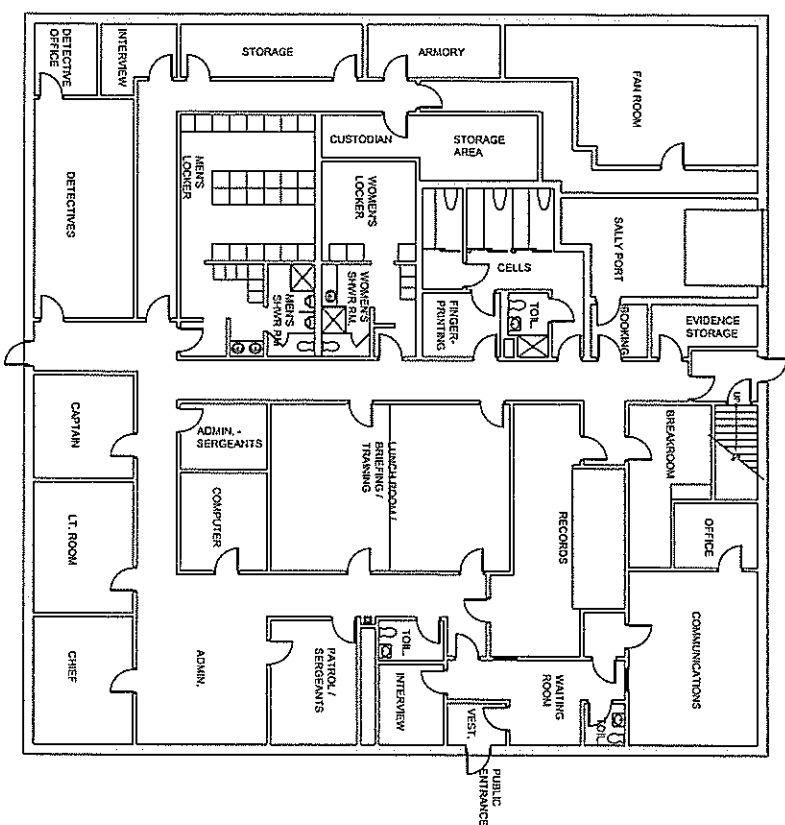 DETECTIVE
OFFICE
INTERVIEW
STORAGE
ARMORY
FAN ROOM
CUSTODIAN
STORAGE
AREA
MEN'S
LOCKER
WOMEN'S
LOCKER
DETECTIVES
SALLY PORT
CELLS
MEN'S
SHWR RM.
WOMEN'S
SHWR RM.
FINGER-
PRINTING
TOIL.
BOOKING
EVIDENCE
STORAGE
UP
CAPTAIN
ADMIN. -
SERGEANTS
LUNCH ROOM /
BRIEFING /
TRAINING
BREAKROOM
LT. ROOM
COMPUTER
RECORDS
OFFICE
CHIEF
ADMIN.
PATROL /
SERGEANTS
TOIL.
INTERVIEW
WAITING
ROOM
VEST.
TOIL.
COMMUNICATIONS
PUBLIC
ENTRANCE